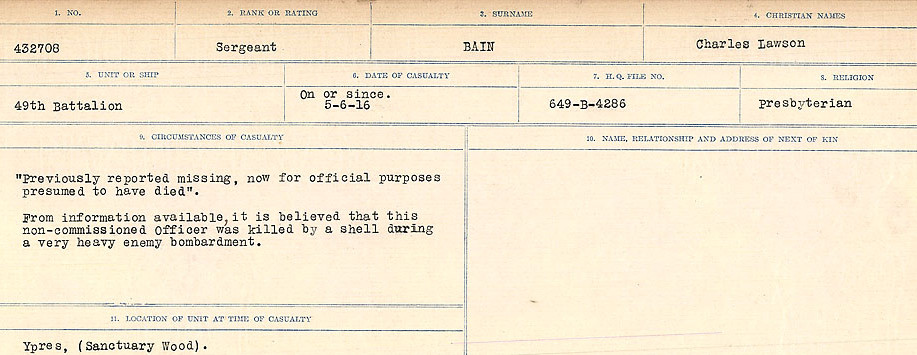 1. NO.
2. RANK OR RATING
3. SURNAME
4. CHRISTIAN NAMES
432708
Sergeant
BAIN
Charles Lawson
5. UNIT OR SHIP
6. DATE OF CASUALTY
7. H. Q. FILE NO.
8. RELIGION
49th Battalion
On or since.
5-6-16
649-B-4286
Presbyterian
9. CIRCUMSTANCES OF CASUALTY
10. NAME, RELATIONSHIP AND ADDRESS OF NEXT OF KIN
"Previously reported missing, now for official purposes
presumed to have died".
From information available, it is believed that this
non-commissioned Officer was killed by a shell during
a very heavy enemy bombardment.
11. LOCATION OF UNIT AT TIME OF CASUALTY
Ypres, (Sanctuary Wood).